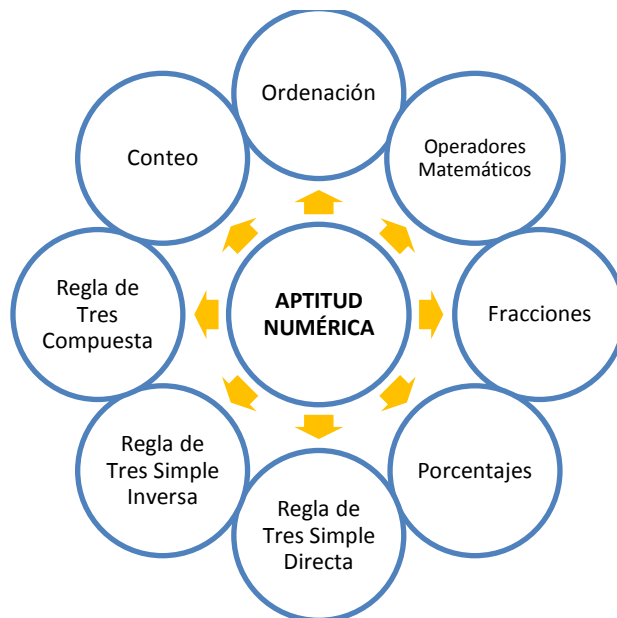 APTITUD
NUMÉRICA
Ordenación
Operadores
Matemáticos
Fracciones
Porcentajes
Regla de
Tres Simple
Directa
Regla de
Tres Simple
Inversa
Regla de
Tres
Compuesta
Conteo